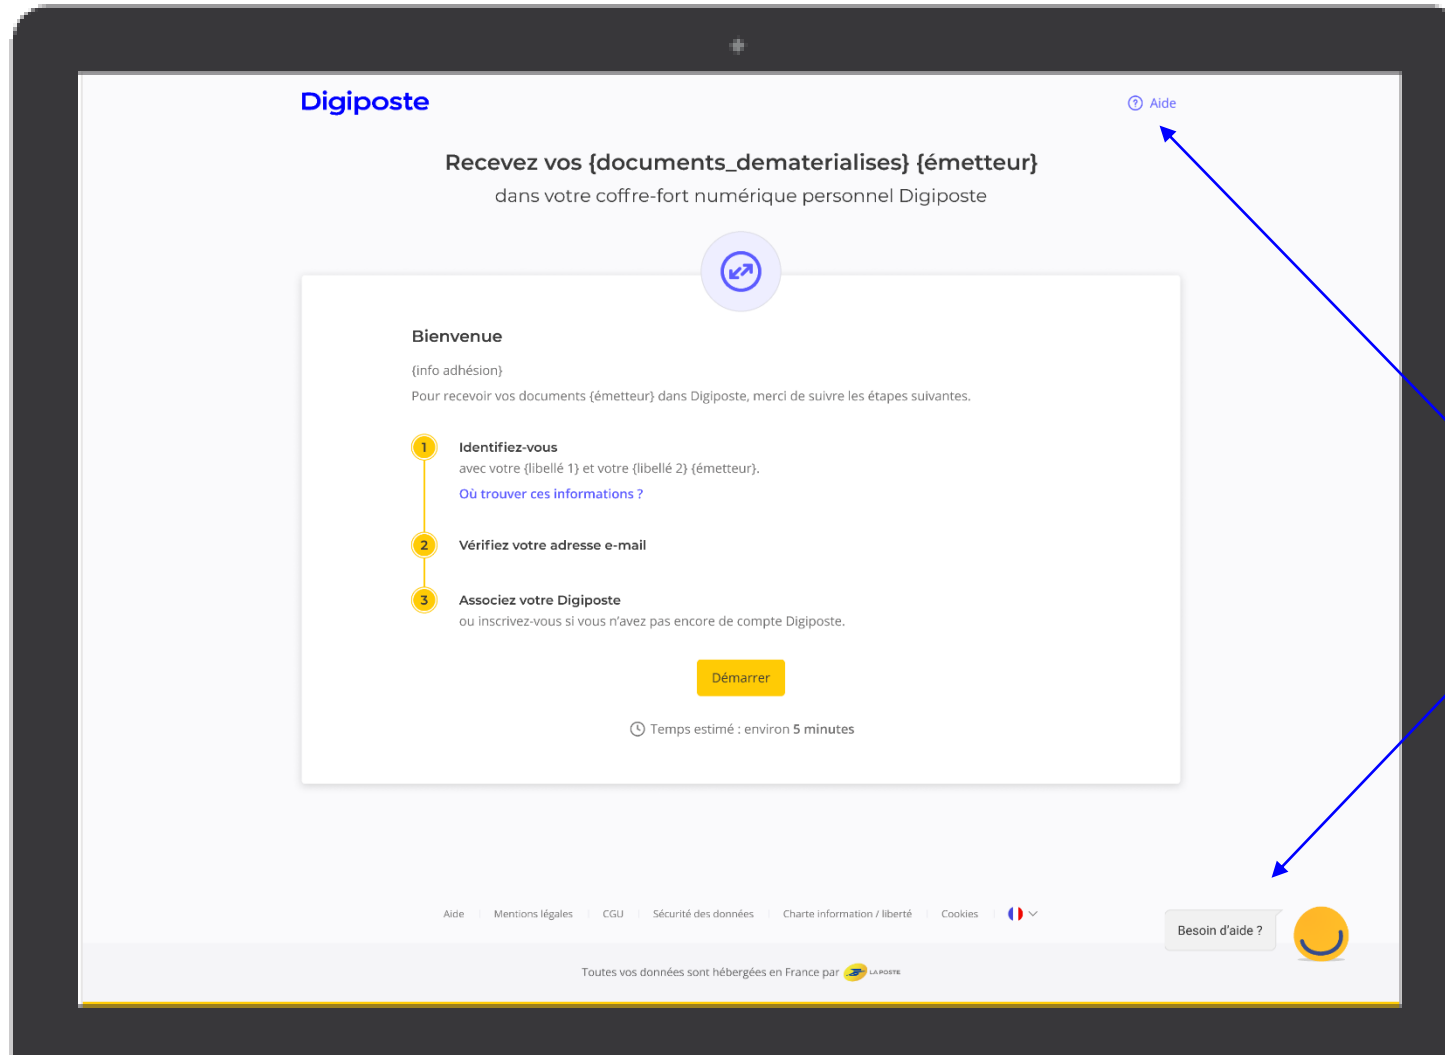 Digiposte
Aide
Recevez vos {documents_dematerialises} {émetteur}
dans votre coffre-fort numérique personnel Digiposte
Bienvenue
{info adhésion}
Pour recevoir vos documents {émetteur} dans Digiposte, merci de suivre les étapes suivantes.
1 Identifiez-vous
avec votre {libellé 1} et votre {libellé 2} {émetteur}.
Où trouver ces informations ?
2 Vérifiez votre adresse e-mail
3 Associez votre Digiposte
ou inscrivez-vous si vous n’avez pas encore de compte Digiposte.
Démarrer
Temps estimé : environ 5 minutes
Aide Mentions légales CGU Sécurité des données Charte information / liberté Cookies
Besoin d’aide ?
Toutes vos données sont hébergées en France par LA POSTE